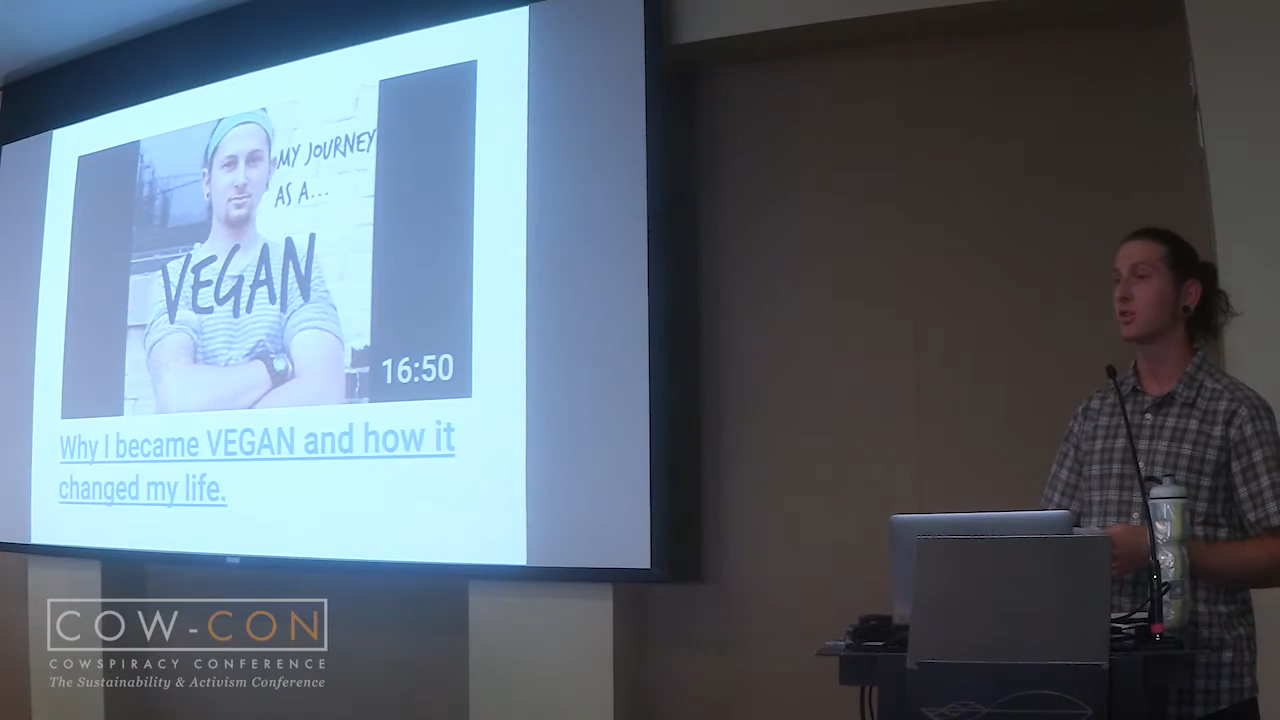 MY JOURNEY
AS A...
VEGAN
16:50
Why I became VEGAN and how it
changed my life.
COW-CON
COWSPIRACY CONFERENCE
The Sustainability & Activism Conference